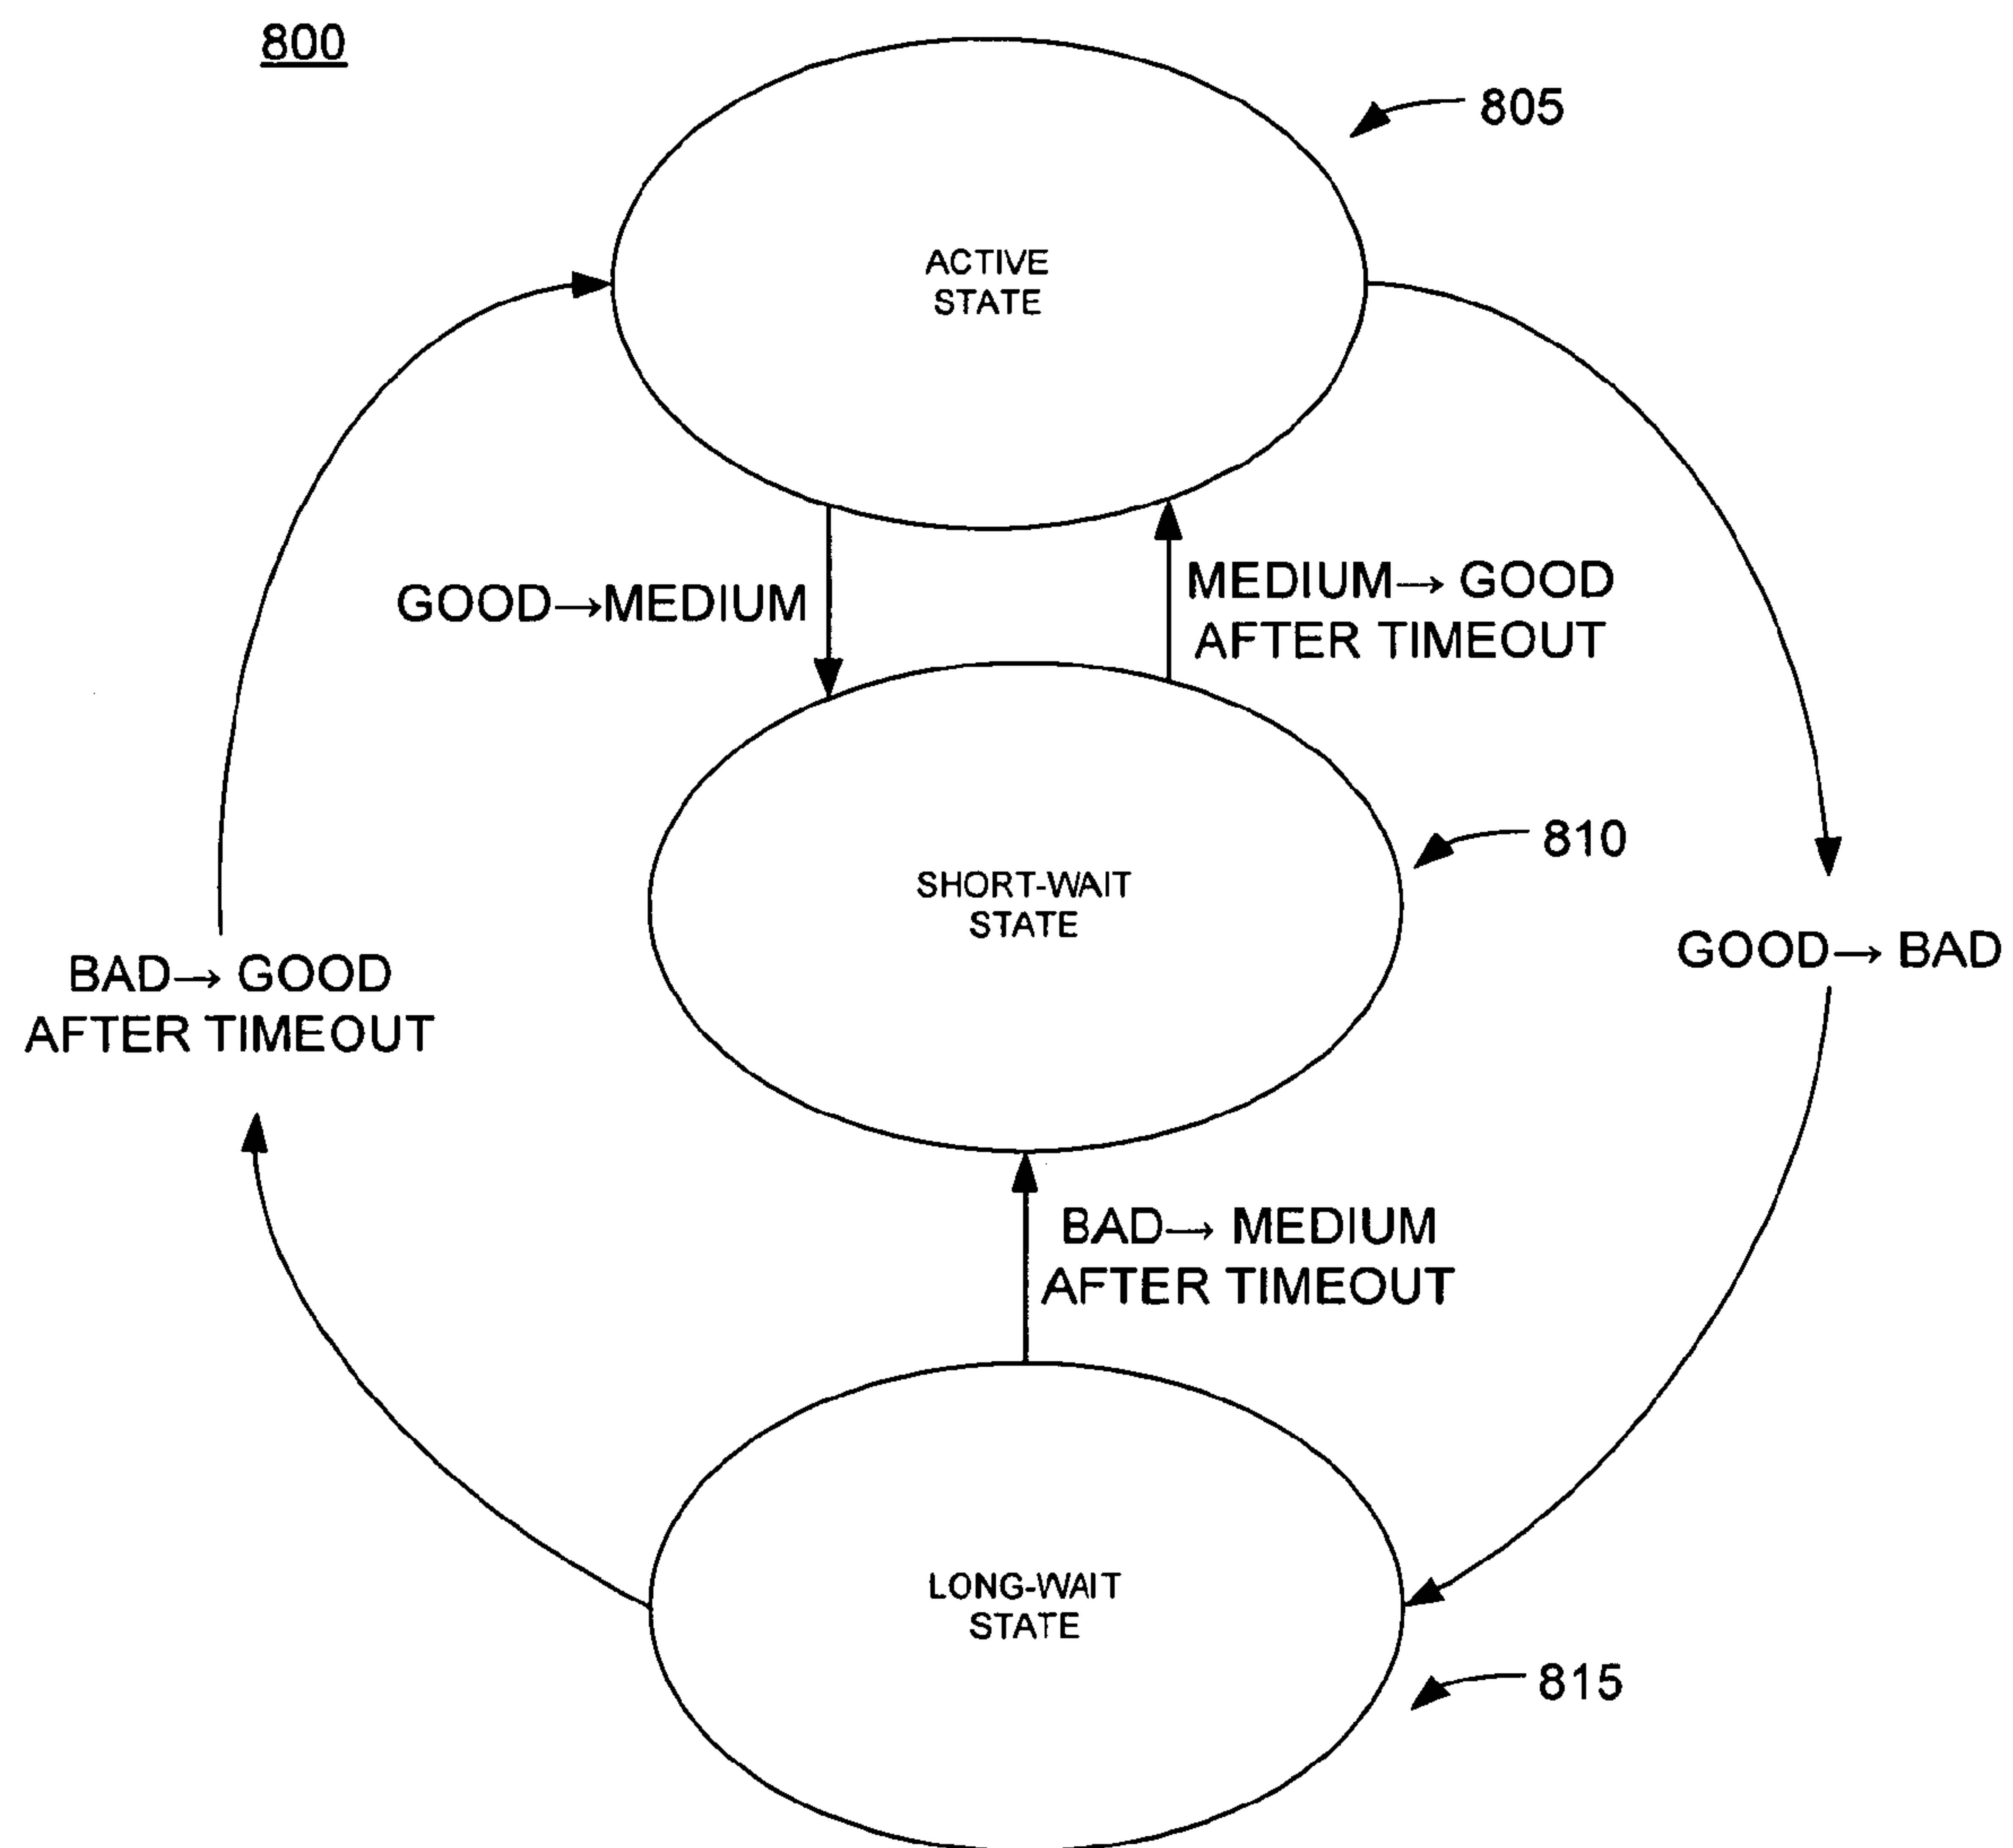 800
805
ACTIVE
STATE
GOOD→MEDIUM
MEDIUM→ GOOD
AFTER TIMEOUT
810
SHORT-WAIT
STATE
GOOD→ BAD
BAD→ GOOD
AFTER TIMEOUT
BAD→ MEDIUM
AFTER TIMEOUT
LONG-WAIT
STATE
815